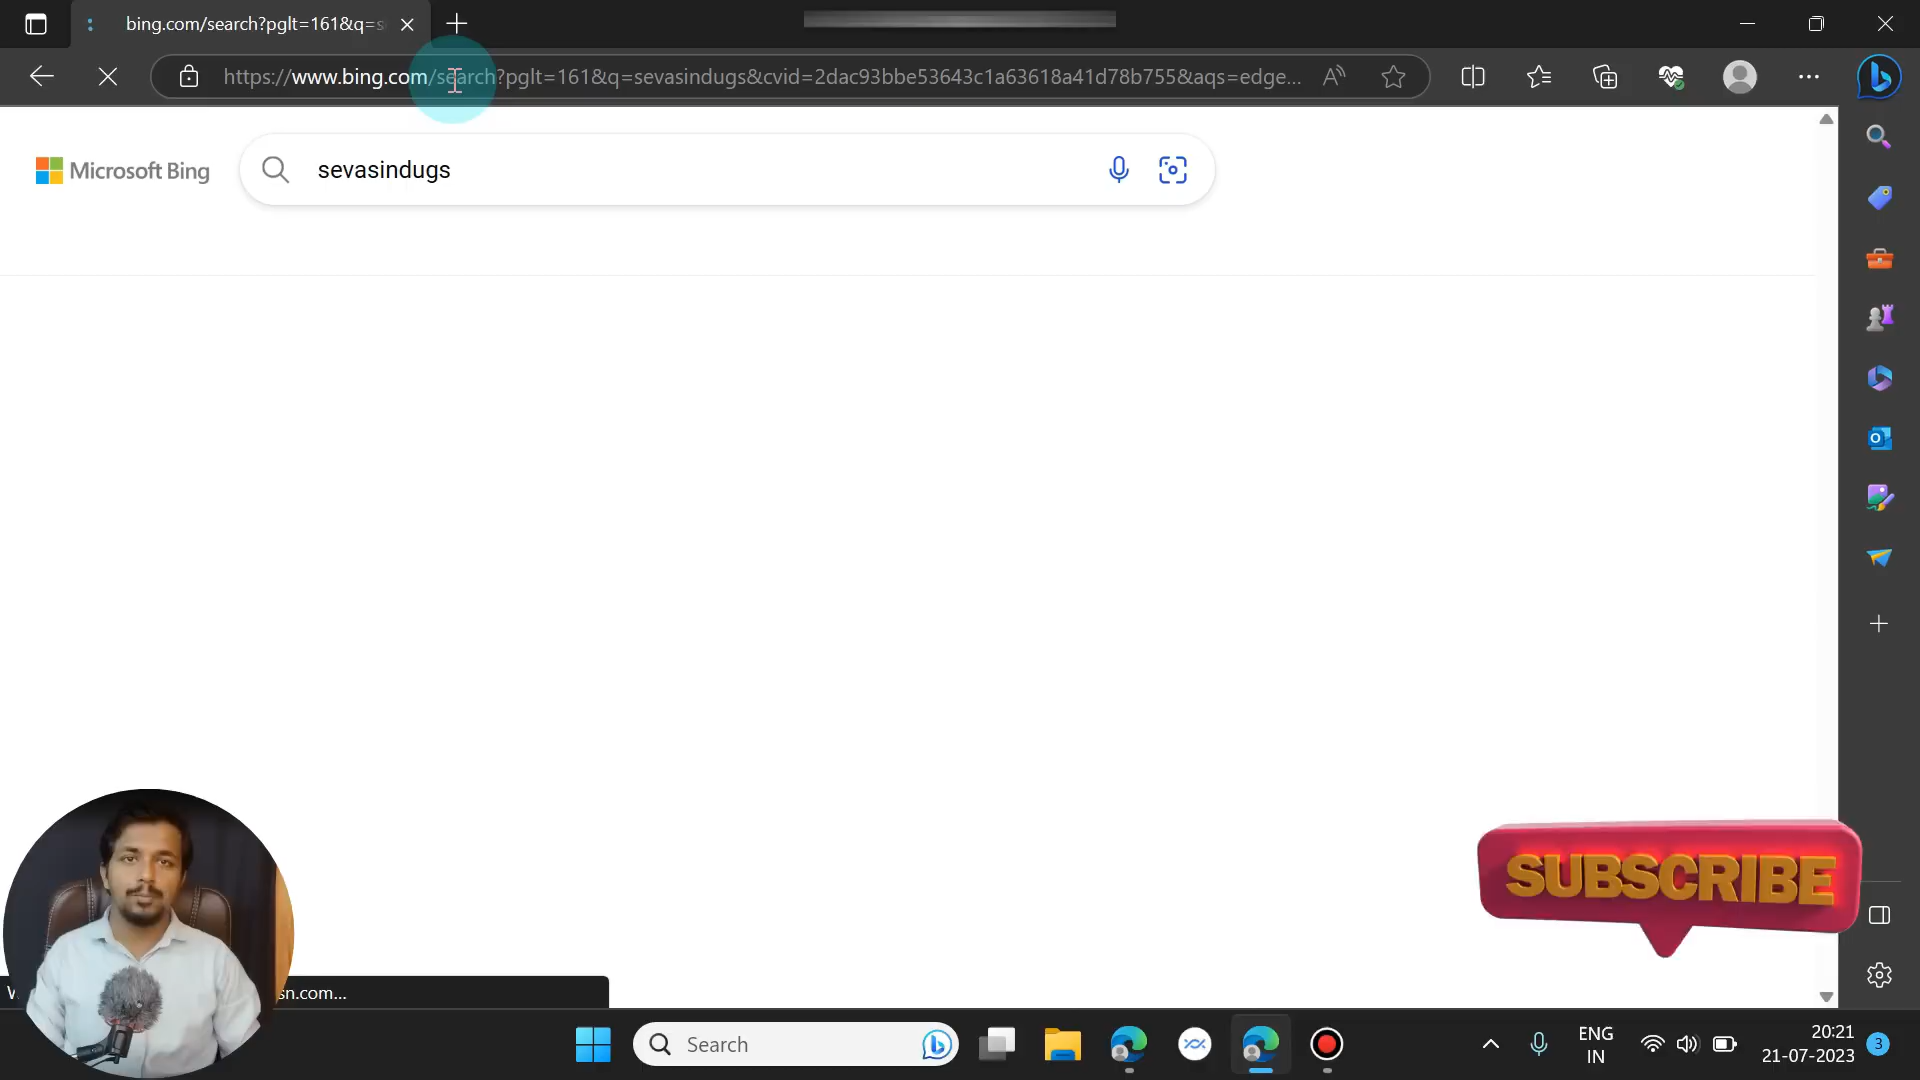 bing.com/search?pglt=161&q=s
https://www.bing.com/search?pglt=161&q=sevasindugs&cvid=2dac93bbe53643c1a63618a41d78b755&aqs=edge...
Microsoft Bing
sevasindugs
SUBSCRIBE
sn.com...
Search
ENG
IN
20:21
21-07-2023
3